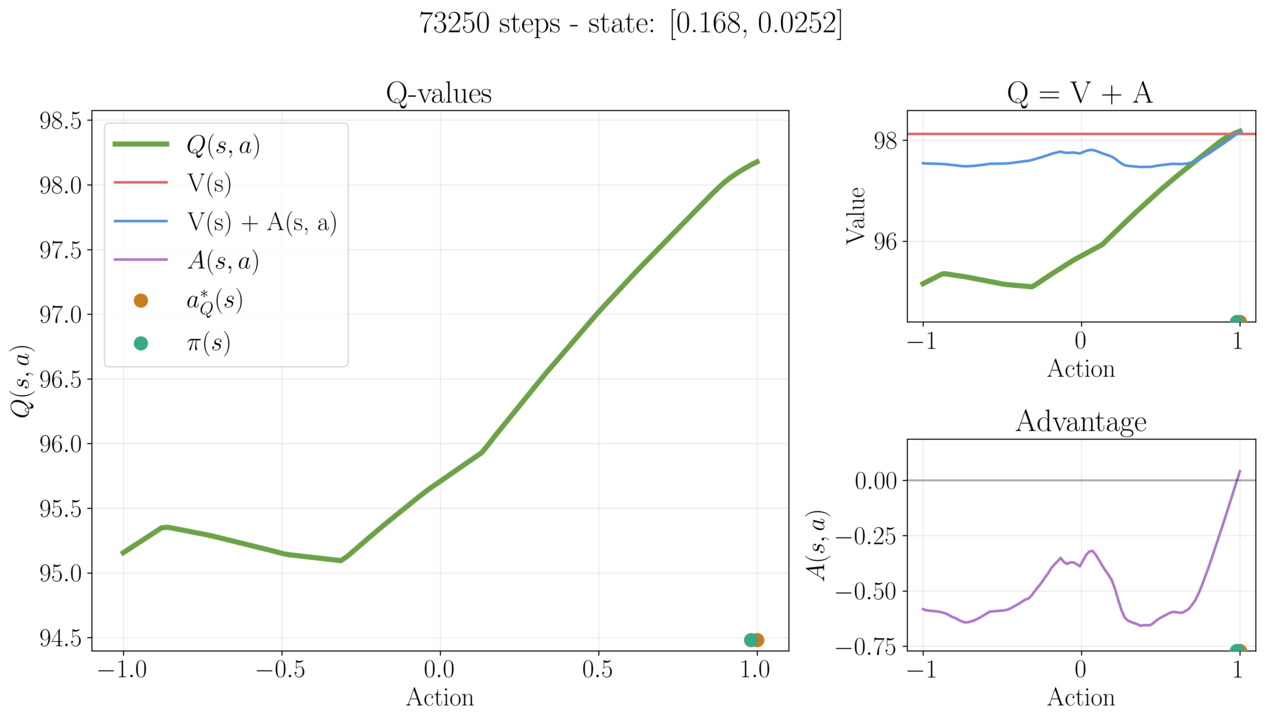 73250 steps - state: [0.168, 0.0252]
Q-values
Q(s, a)
98.5
98.0
97.5
97.0
96.5
96.0
95.5
95.0
94.5
Q(s, a)
V(s)
V(s) + A(s, a)
A(s, a)
a*Q(s)
π(s)
−1.0
−0.5
0.0
0.5
1.0
Action
Q = V + A
Value
98
96
−1
0
1
Action
Advantage
A(s, a)
0.00
−0.25
−0.50
−0.75
−1
0
1
Action